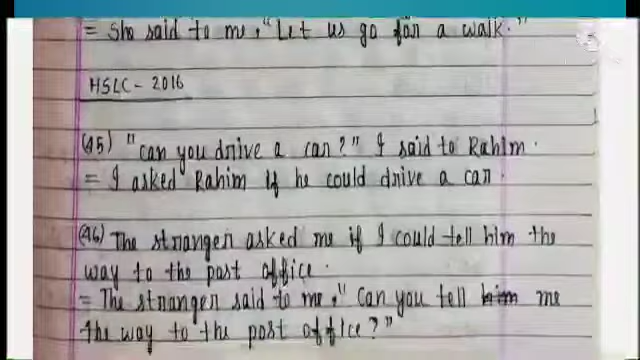 = She said to me, "Let us go for a walk."
HSLC - 2016
(45) "can you drive a car?" I said to Rahim.
= I asked Rahim if he could drive a car.
(46) The stranger asked me if I could tell him the
way to the post office.
= The stranger said to me, "Can you tell him me
the way to the post office?"